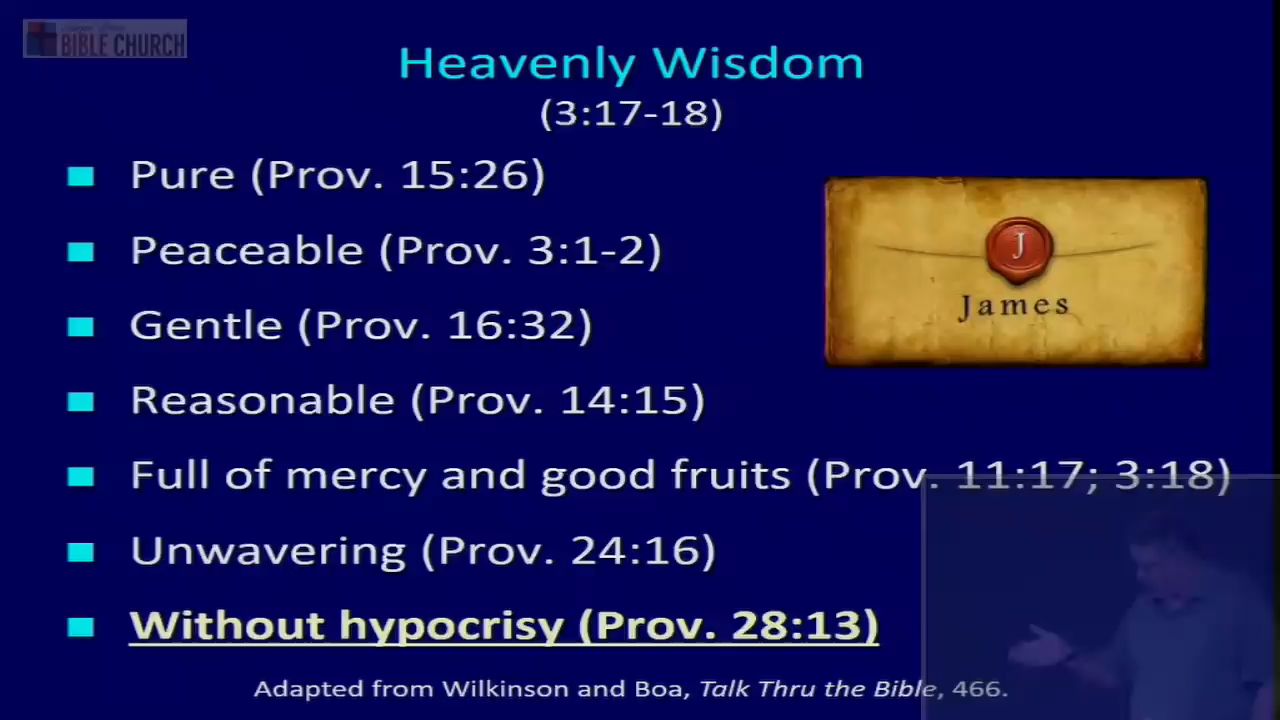 BIBLE CHURCH
Heavenly Wisdom
(3:17-18)
■ Pure (Prov. 15:26)
■ Peaceable (Prov. 3:1-2)
■ Gentle (Prov. 16:32)
■ Reasonable (Prov. 14:15)
■ Full of mercy and good fruits (Prov. 11:17; 3:18)
■ Unwavering (Prov. 24:16)
■ Without hypocrisy (Prov. 28:13)
J
James
Adapted from Wilkinson and Boa, Talk Thru the Bible, 466.